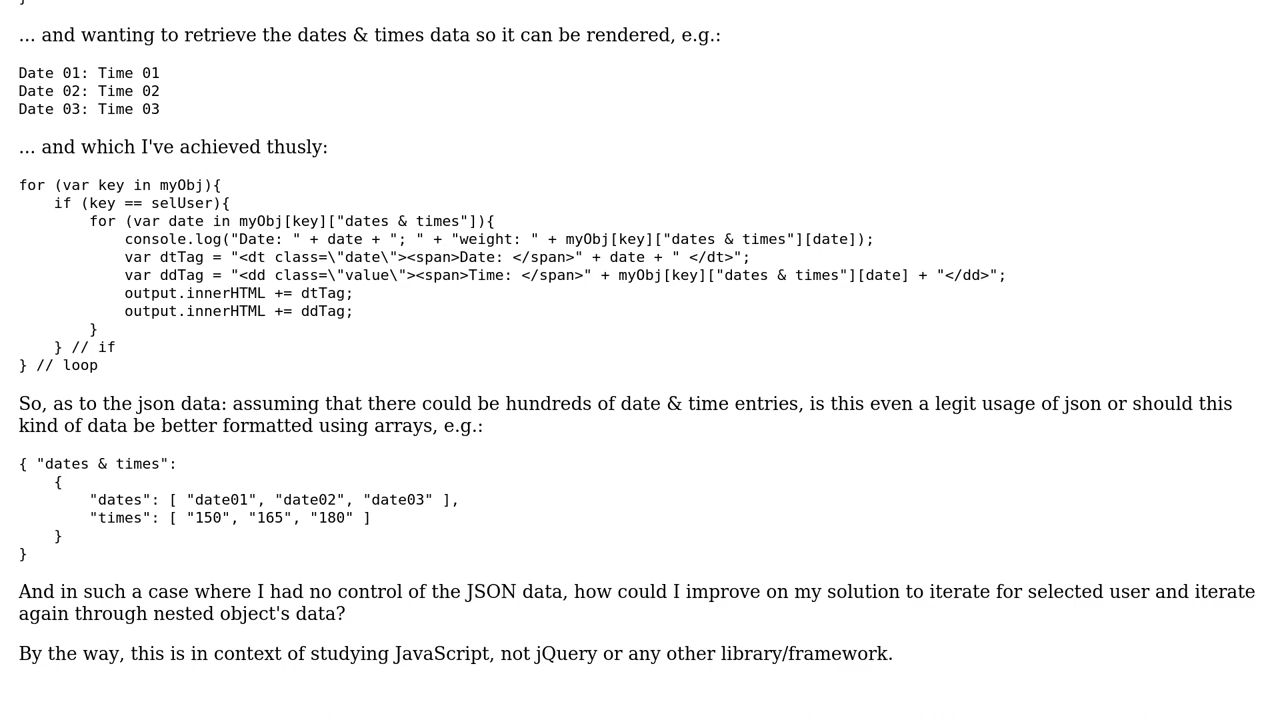 }
... and wanting to retrieve the dates & times data so it can be rendered, e.g.:
Date 01: Time 01
Date 02: Time 02
Date 03: Time 03
... and which I've achieved thusly:
for (var key in myObj){
    if (key == selUser){
        for (var date in myObj[key]["dates & times"]){
            console.log("Date: " + date + "; " + "weight: " + myObj[key]["dates & times"][date]);
            var dtTag = "<dt class=\"date\"><span>Date: </span>" + date + " </dt>";
            var ddTag = "<dd class=\"value\"><span>Time: </span>" + myObj[key]["dates & times"][date] + "</dd>";
            output.innerHTML += dtTag;
            output.innerHTML += ddTag;
        }
    } // if
} // loop
So, as to the json data: assuming that there could be hundreds of date & time entries, is this even a legit usage of json or should this
kind of data be better formatted using arrays, e.g.:
{ "dates & times":
    {
        "dates": [ "date01", "date02", "date03" ],
        "times": [ "150", "165", "180" ]
    }
}
And in such a case where I had no control of the JSON data, how could I improve on my solution to iterate for selected user and iterate
again through nested object's data?
By the way, this is in context of studying JavaScript, not jQuery or any other library/framework.